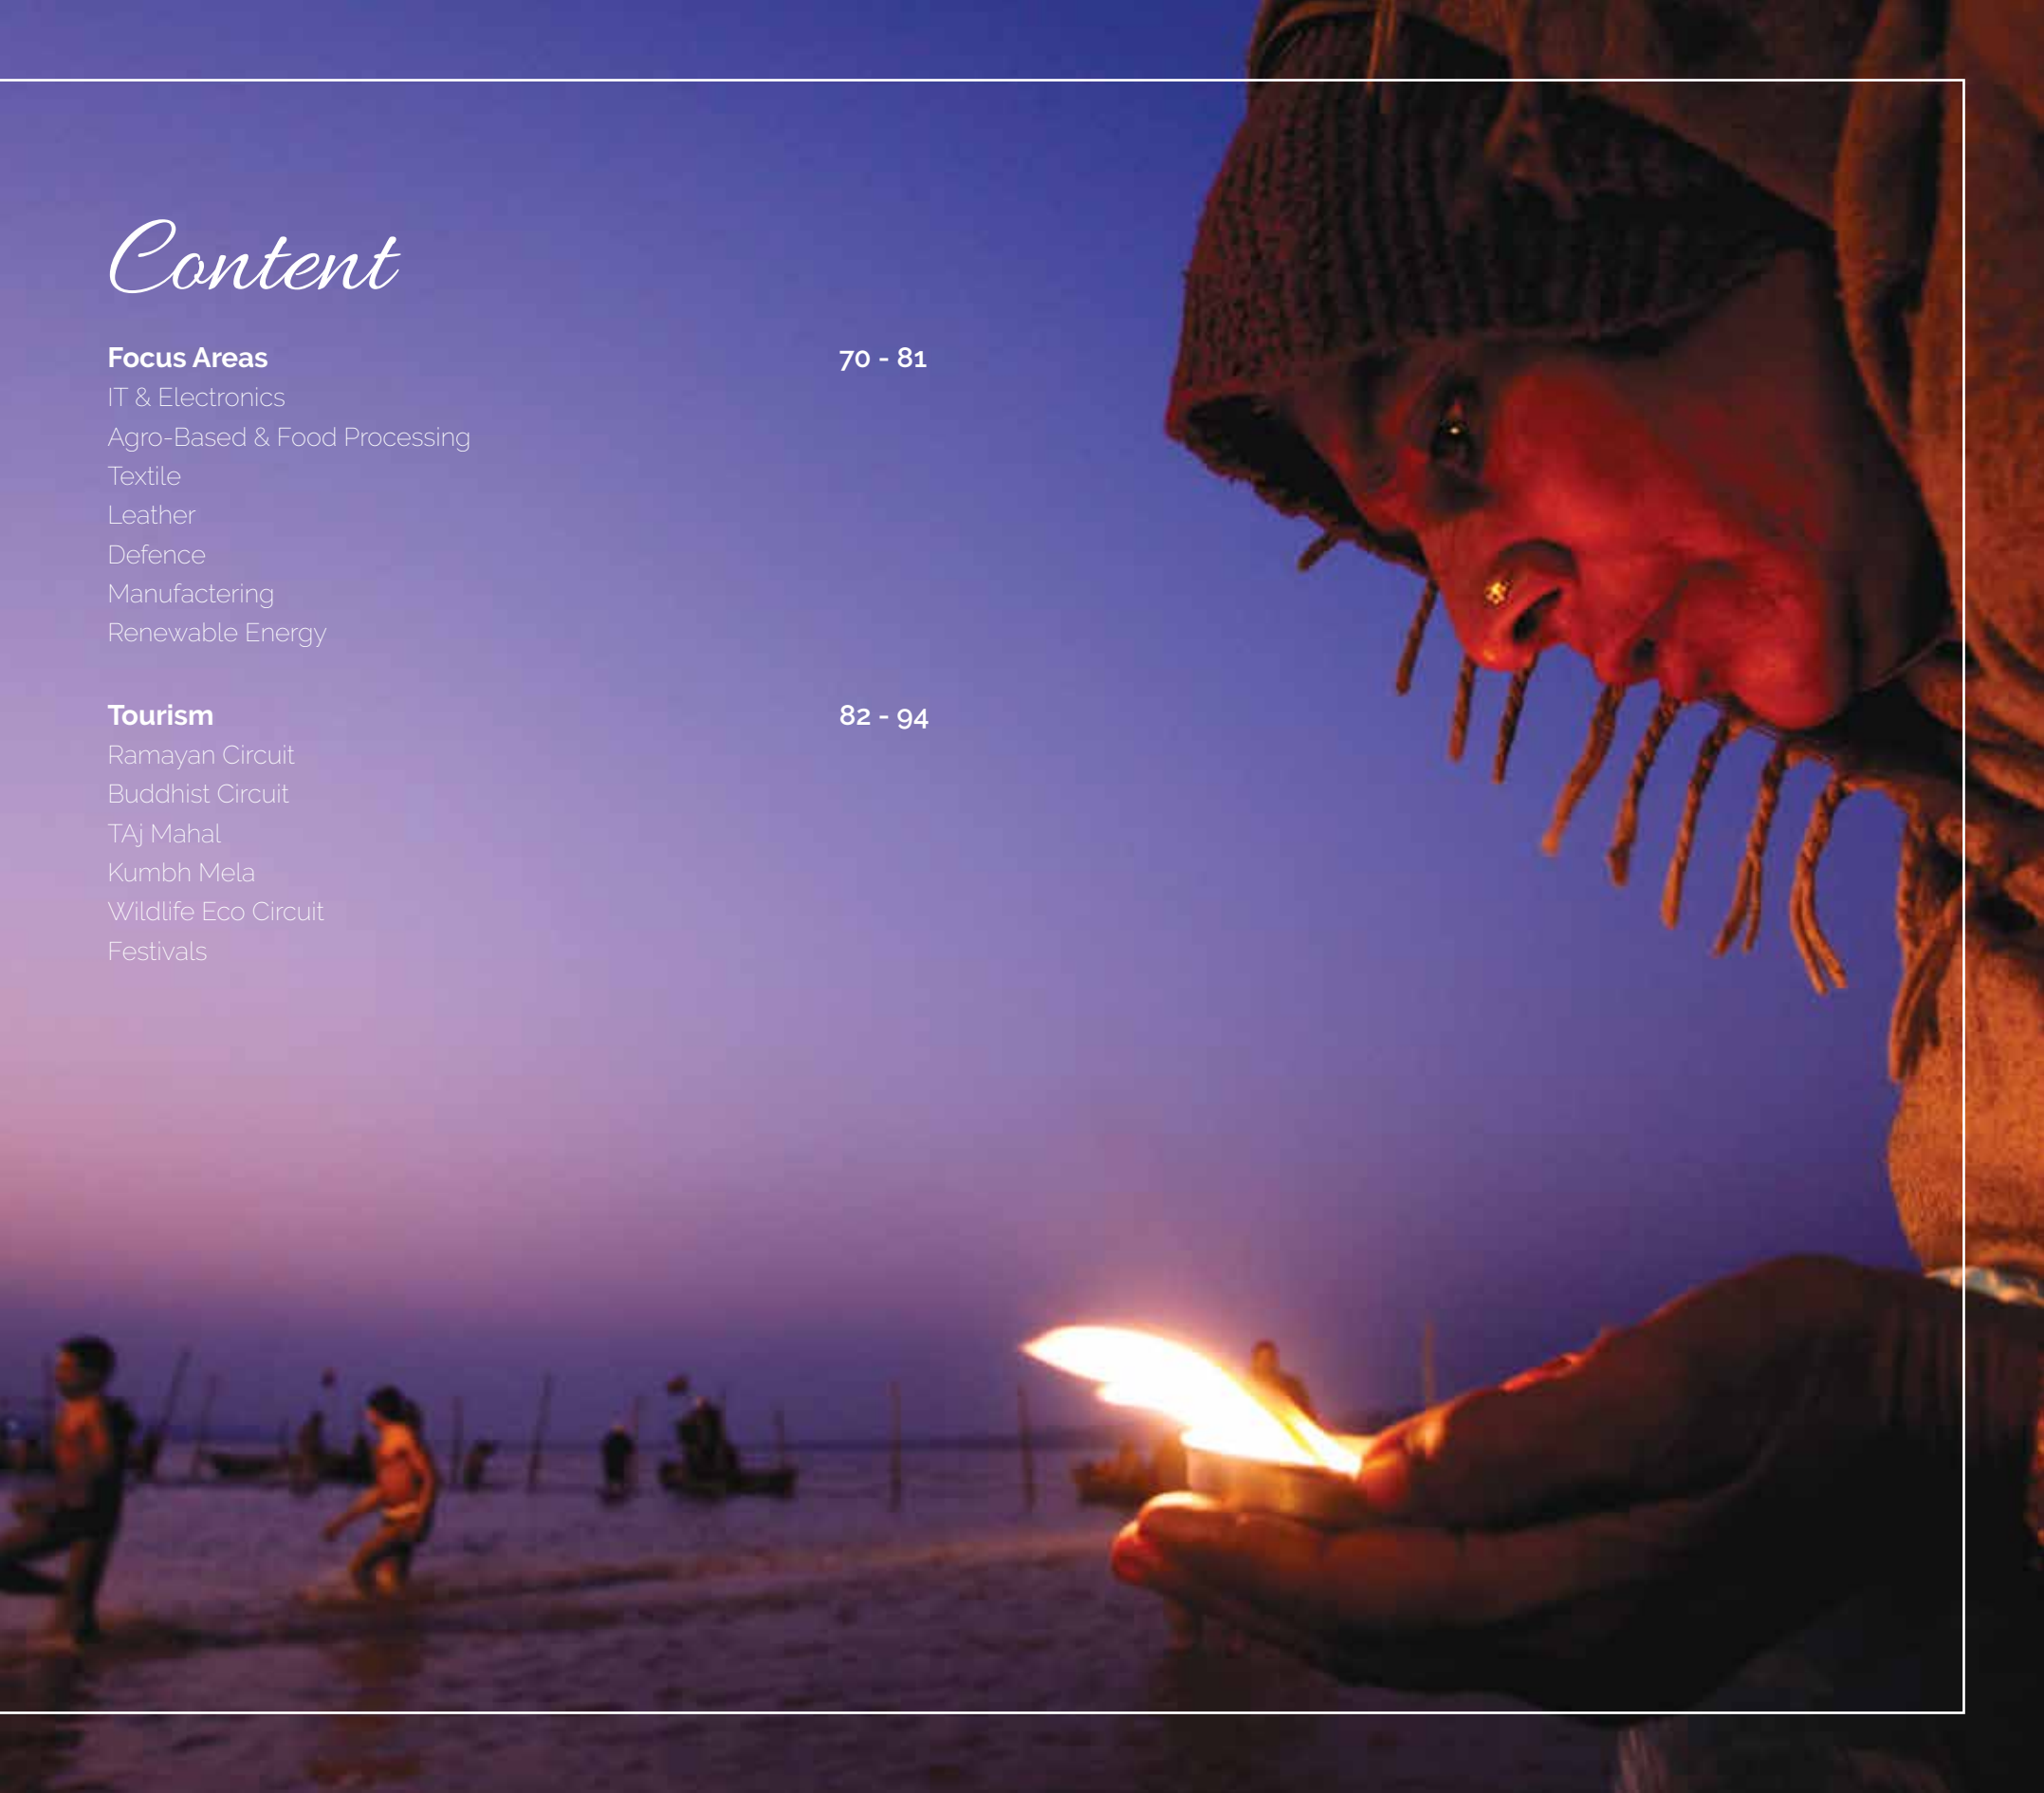 Content
Focus Areas 70 - 81
IT & Electronics
Agro-Based & Food Processing
Textile
Leather
Defence
Manufactering
Renewable Energy
Tourism 82 - 94
Ramayan Circuit
Buddhist Circuit
TAj Mahal
Kumbh Mela
Wildlife Eco Circuit
Festivals